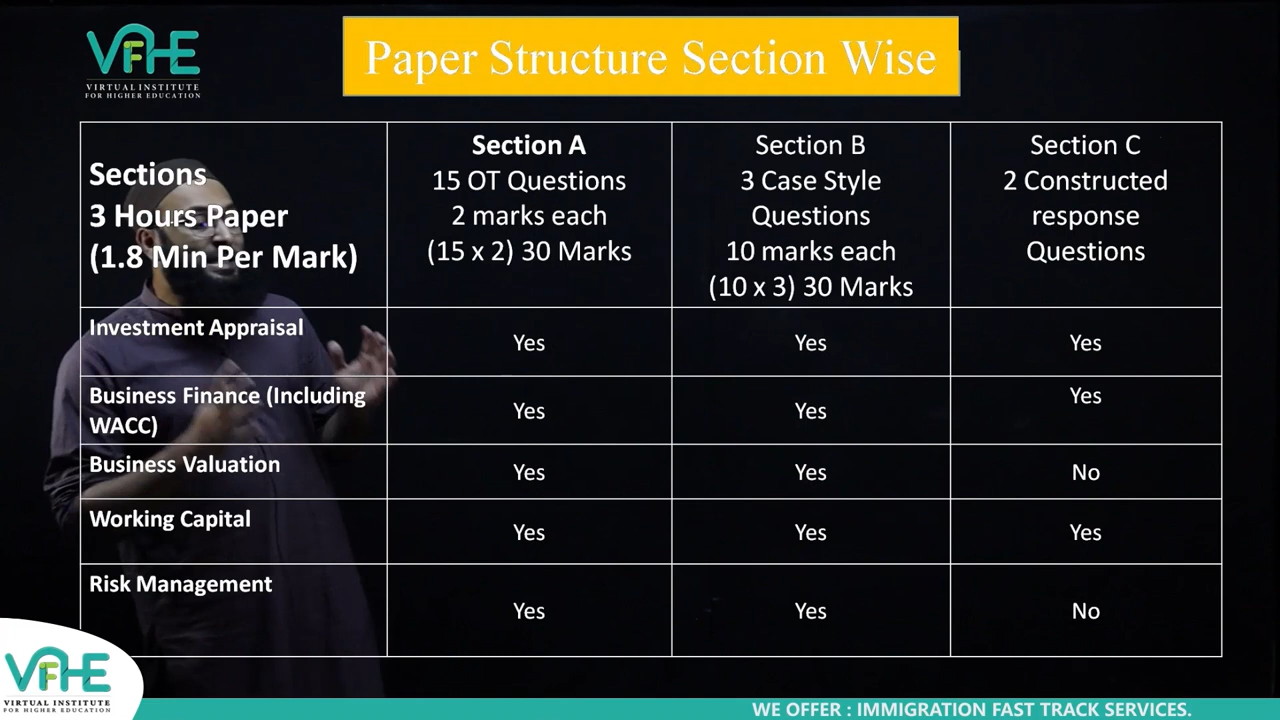 VFHE
VIRTUAL INSTITUTE
FOR HIGHER EDUCATION
Paper Structure Section Wise
Sections
3 Hours Paper
(1.8 Min Per Mark)
Section A
15 OT Questions
2 marks each
(15 x 2) 30 Marks
Section B
3 Case Style
Questions
10 marks each
(10 x 3) 30 Marks
Section C
2 Constructed
response
Questions
Investment Appraisal
Yes
Yes
Yes
Business Finance (Including
WACC)
Yes
Yes
Yes
Business Valuation
Yes
Yes
No
Working Capital
Yes
Yes
Yes
Risk Management
Yes
Yes
No
VFHE
VIRTUAL INSTITUTE
FOR HIGHER EDUCATION
WE OFFER : IMMIGRATION FAST TRACK SERVICES.